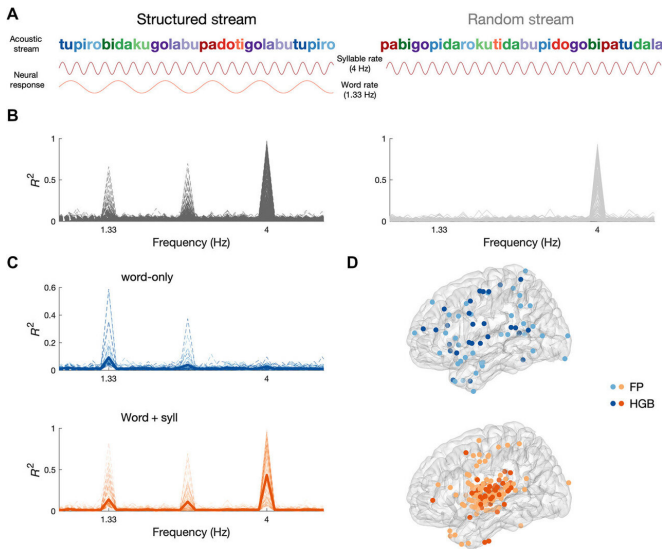 A
Structured stream
Random stream
Acoustic stream
tupirobidakugolabupadotigolabutupiro
pabigopidarokutidabupidogobipatudala
Neural response
Syllable rate (4 Hz)
Word rate (1.33 Hz)
B
R²
1
0.5
0
1.33
4
Frequency (Hz)
1
0.5
0
1.33
4
Frequency (Hz)
C
word-only
R²
0.6
0.4
0.2
0
1.33
4
Frequency (Hz)
Word + syll
R²
1
0.5
0
1.33
4
Frequency (Hz)
D
FP
HGB